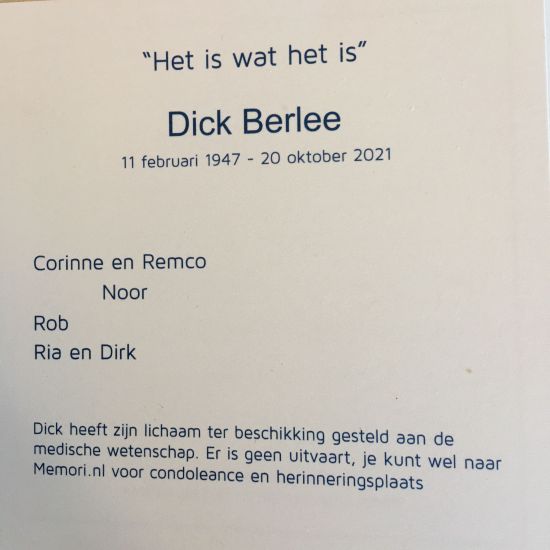 "Het is wat het is"
Dick Berlee
11 februari 1947 - 20 oktober 2021
Corinne en Remco
Noor
Rob
Ria en Dirk
Dick heeft zijn lichaam ter beschikking gesteld aan de
medische wetenschap. Er is geen uitvaart, je kunt wel naar
Memori.nl voor condoleance en herinneringsplaats